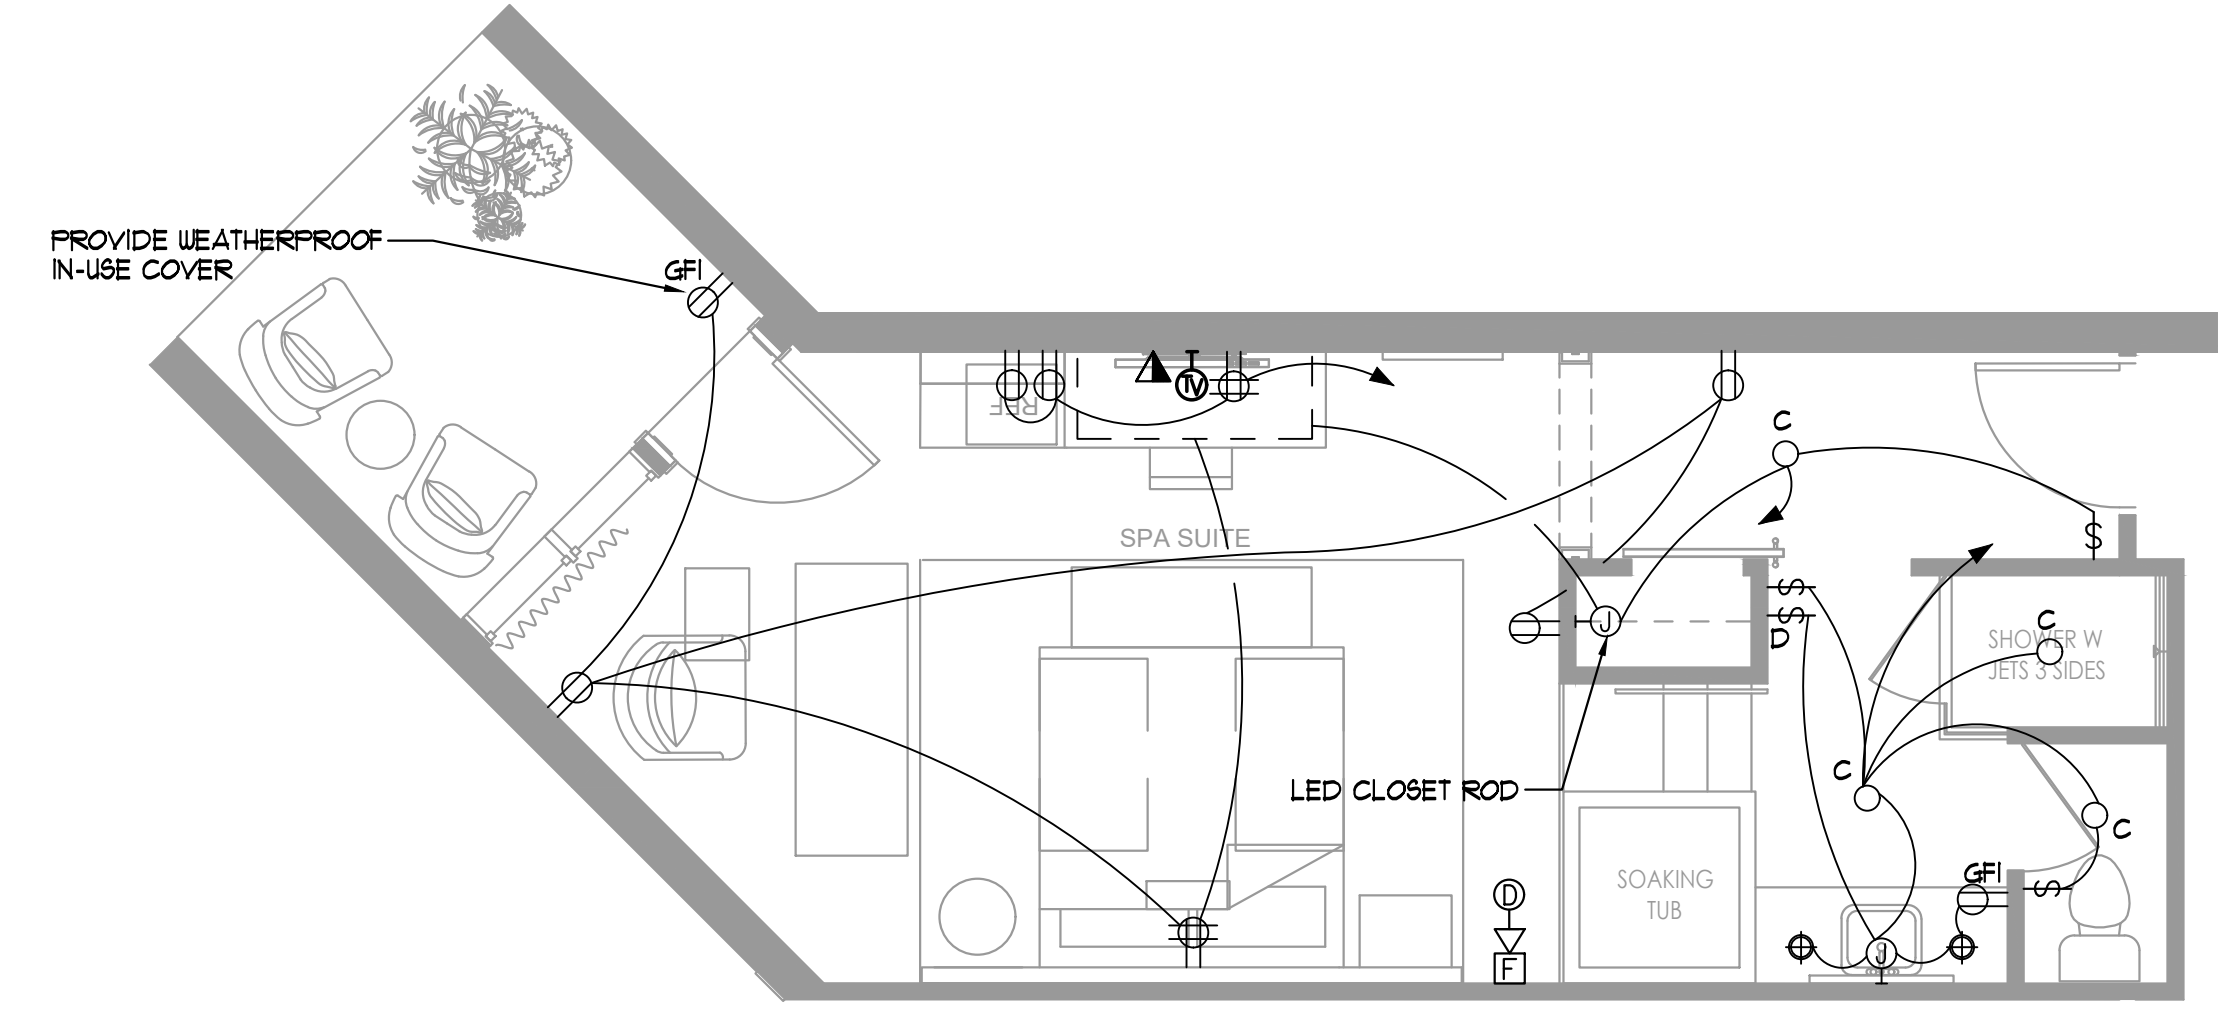 PROVIDE WEATHERPROOF
IN-USE COVER
GFI
REF
TV
C
SPA SUITE
S
J
S
S
D
C
SHOWER W
JETS 3 SIDES
LED CLOSET ROD
C
C
SOAKING
TUB
D
F
GFI
S
J